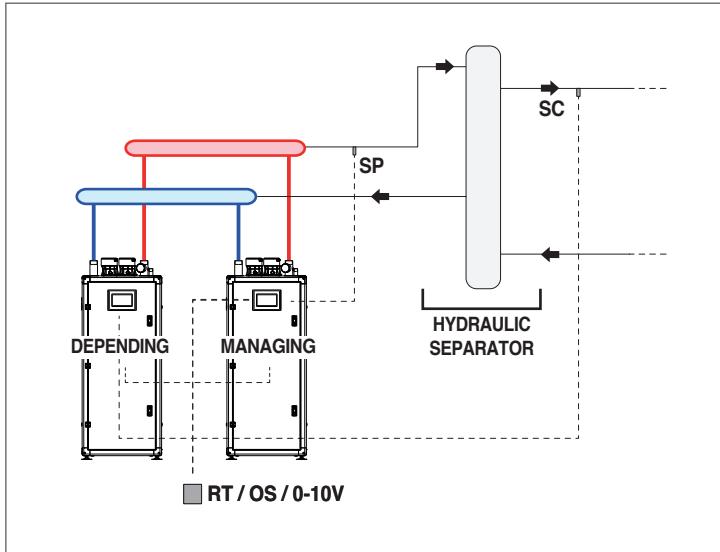 SC
SP
DEPENDING
MANAGING
HYDRAULIC
SEPARATOR
RT / OS / 0-10V